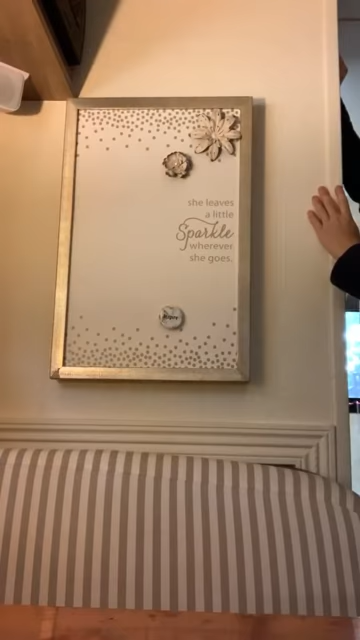 she leaves
a little
Sparkle
wherever
she goes.